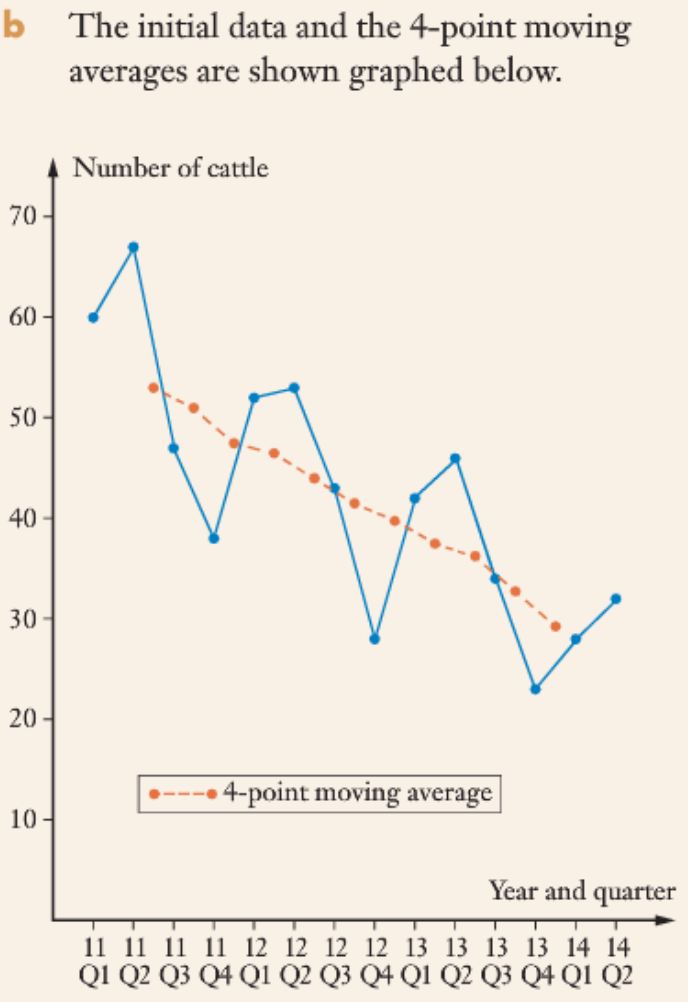 b The initial data and the 4-point moving
averages are shown graphed below.
Number of cattle
70
60
50
40
30
20
10
4-point moving average
Year and quarter
11 11 11 11 12 12 12 12 13 13 13 13 14 14
Q1 Q2 Q3 Q4 Q1 Q2 Q3 Q4 Q1 Q2 Q3 Q4 Q1 Q2